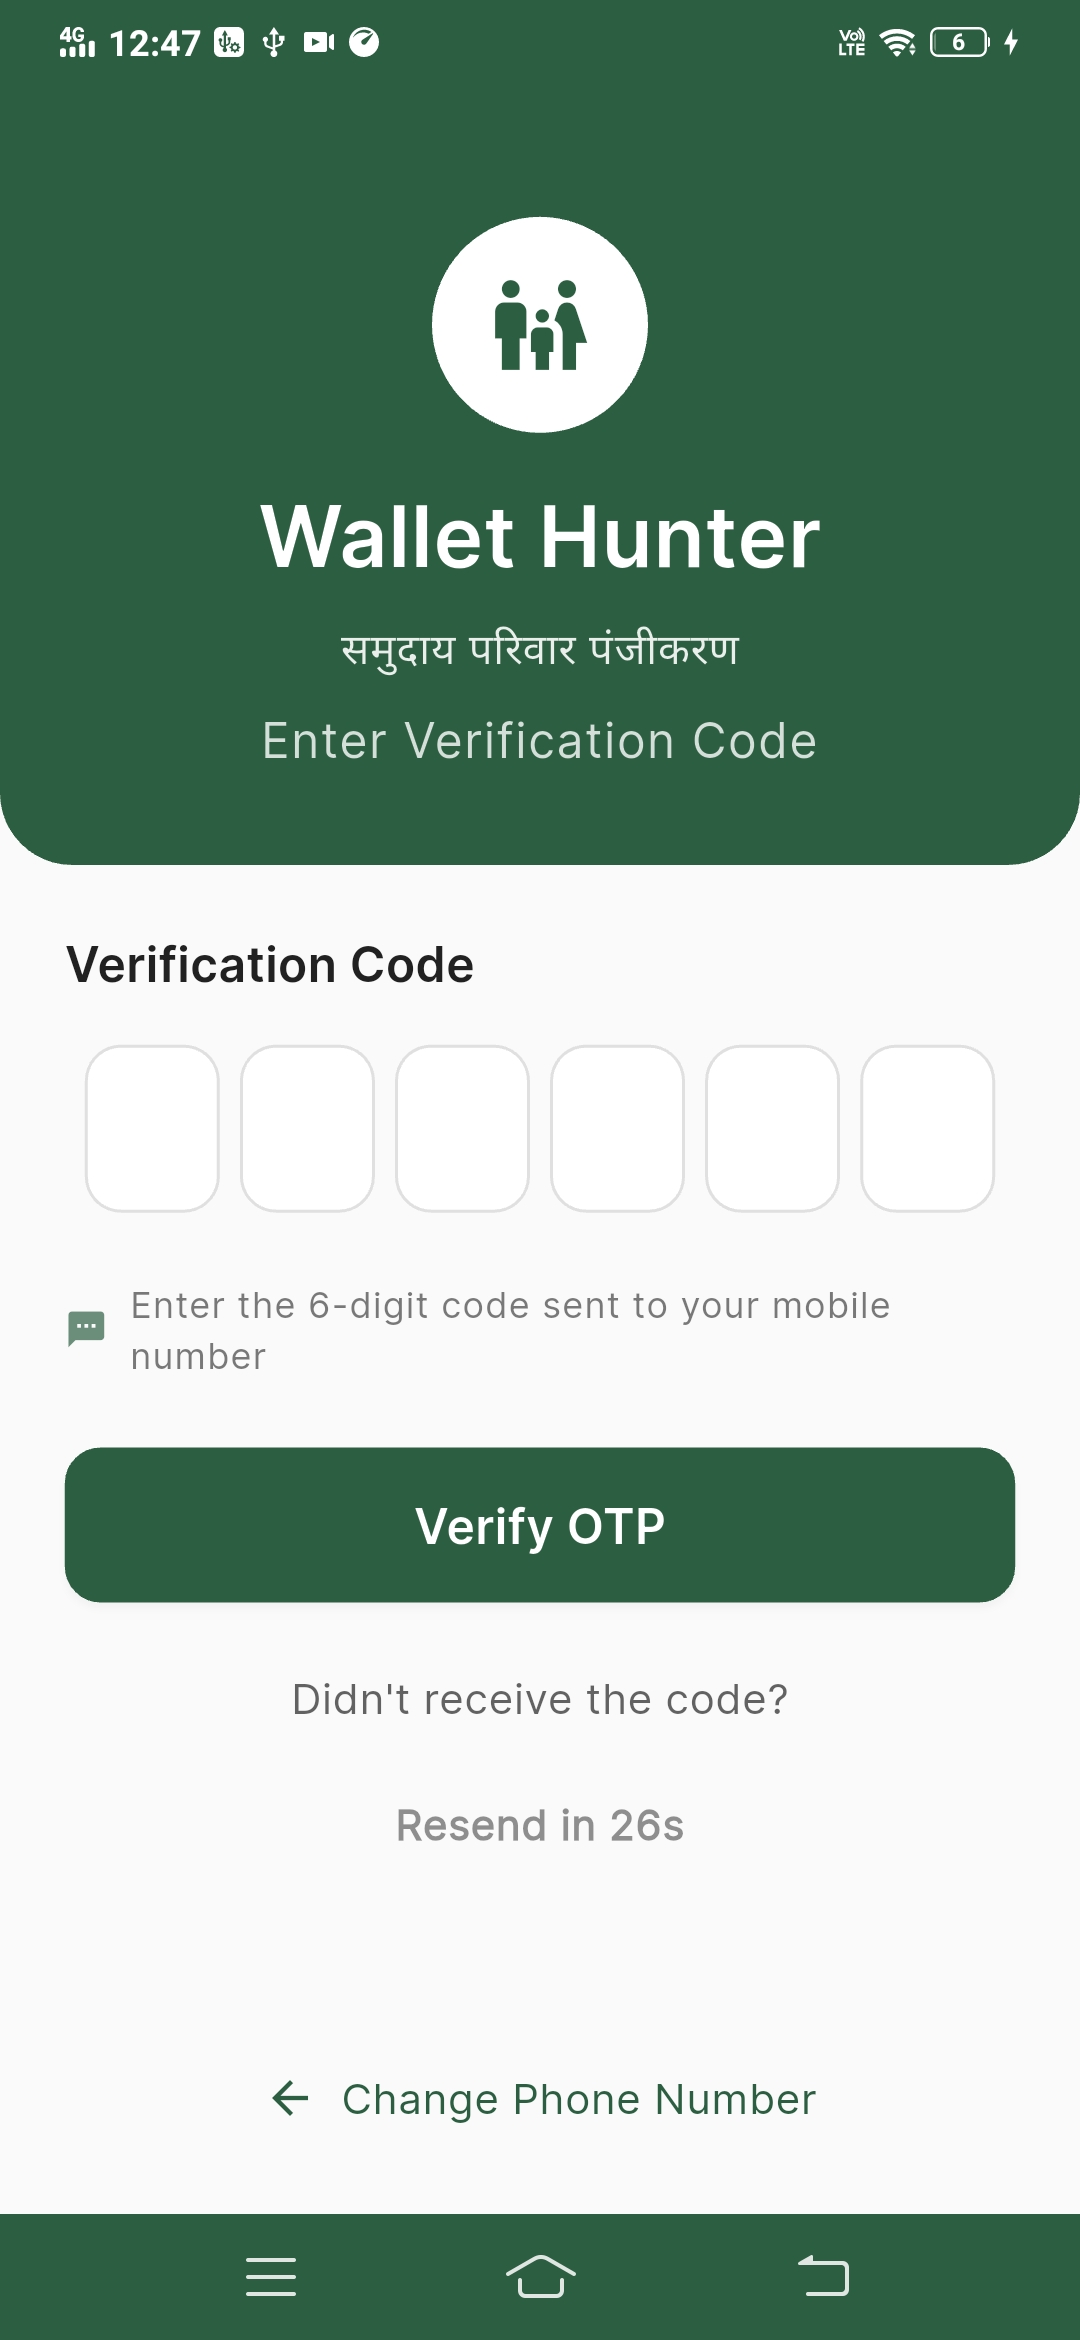 4G 12:47 Vo) LTE 6
Wallet Hunter
समुदाय परिवार पंजीकरण
Enter Verification Code
Verification Code
Enter the 6-digit code sent to your mobile
number
Verify OTP
Didn't receive the code?
Resend in 26s
Change Phone Number